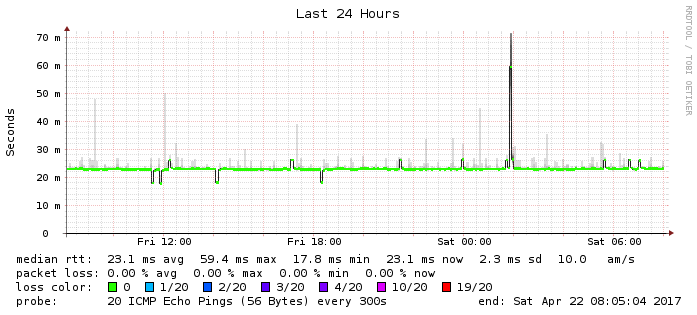 Last 24 Hours
RRDTOOL / TOBI OETIKER
Seconds
70 m
60 m
50 m
40 m
30 m
20 m
10 m
0
Fri 12:00 Fri 18:00 Sat 00:00 Sat 06:00
median rtt: 23.1 ms avg 59.4 ms max 17.8 ms min 23.1 ms now 2.3 ms sd 10.0 am/s
packet loss: 0.00 % avg 0.00 % max 0.00 % min 0.00 % now
loss color: 0 1/20 2/20 3/20 4/20 10/20 19/20
probe: 20 ICMP Echo Pings (56 Bytes) every 300s end: Sat Apr 22 08:05:04 2017